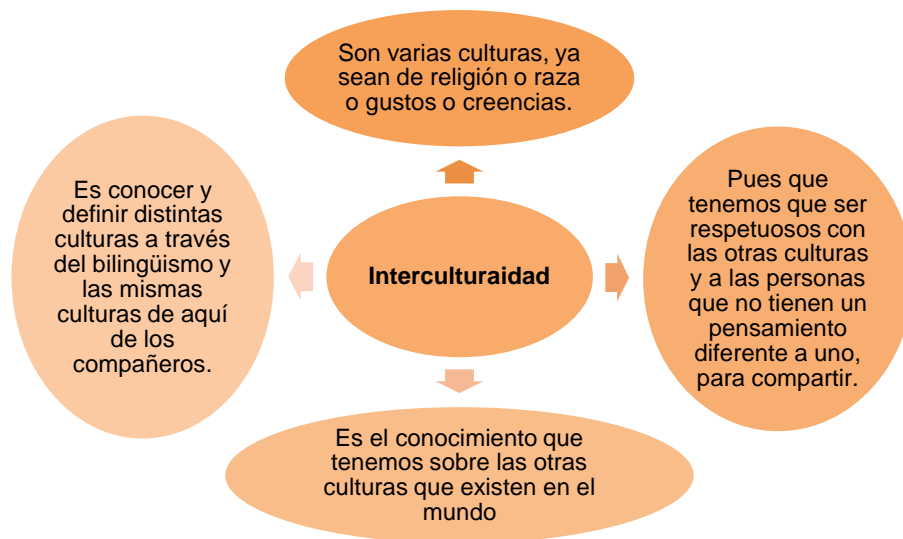 Son varias culturas, ya
sean de religión o raza
o gustos o creencias.
Es conocer y
definir distintas
culturas a través
del bilingüismo y
las mismas
culturas de aquí
de los
compañeros.
Interculturaidad
Pues que
tenemos que ser
respetuosos con
las otras culturas
y a las personas
que no tienen un
pensamiento
diferente a uno,
para compartir.
Es el conocimiento que
tenemos sobre las otras
culturas que existen en el
mundo